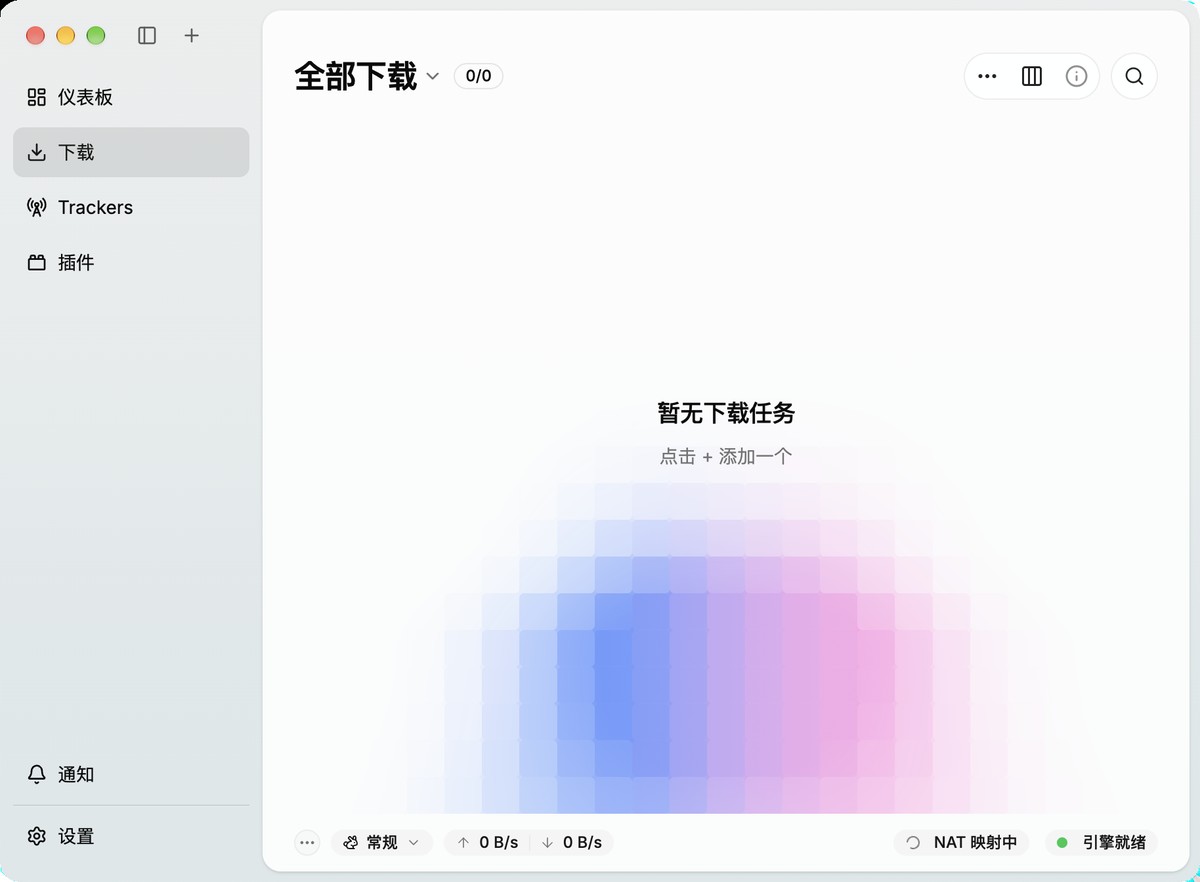 仪表板
下载
Trackers
插件
通知
设置
全部下载
0/0
暂无下载任务
点击 + 添加一个
常规
0 B/s
0 B/s
NAT 映射中
引擎就绪